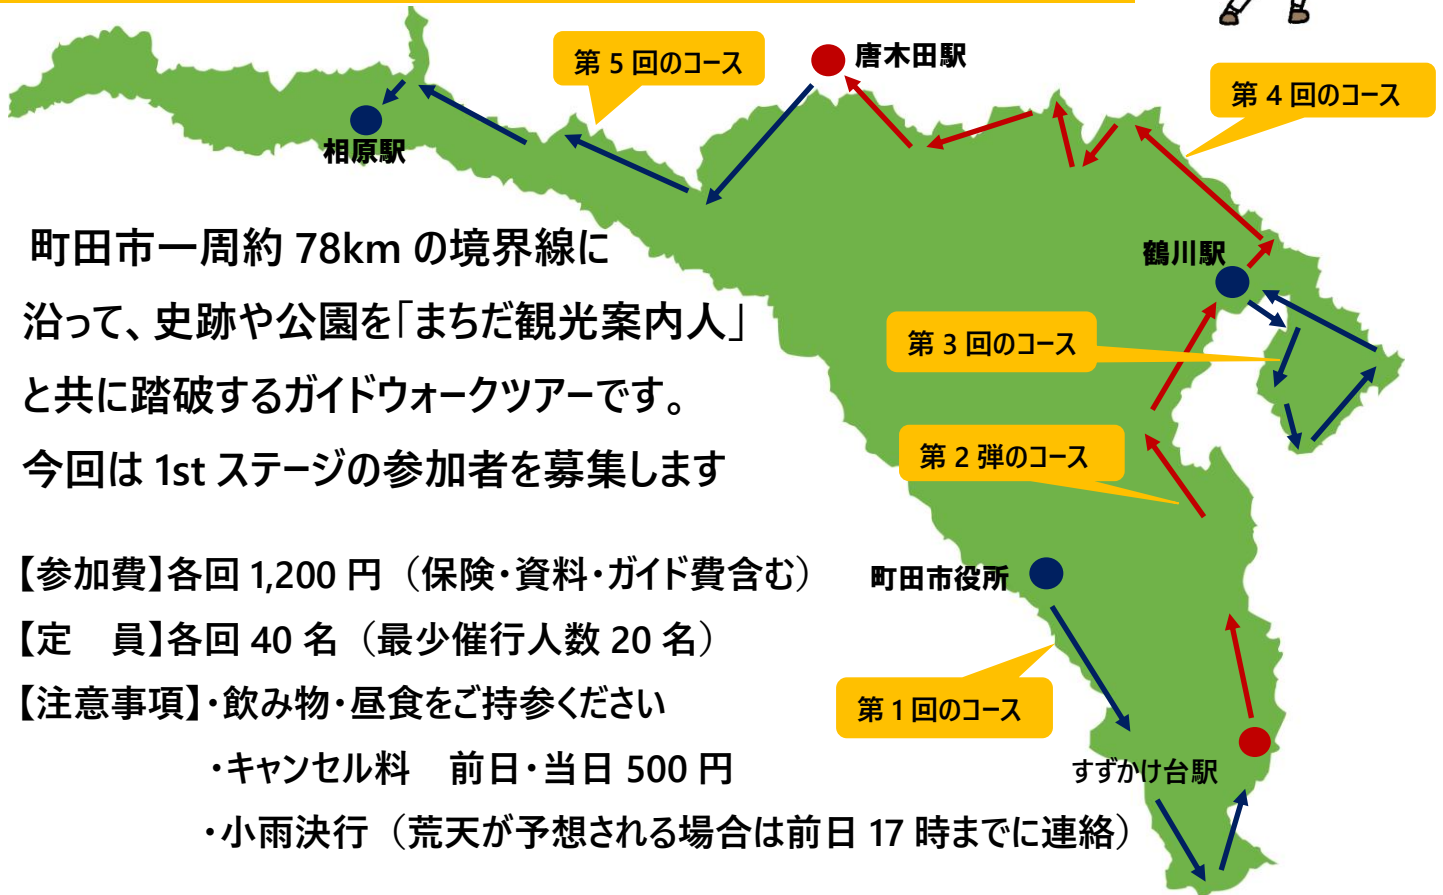 第 5 回のコース
唐木田駅
第 4 回のコース
相原駅
町田市一周約 78km の境界線に
沿って、史跡や公園を「まちだ観光案内人」
と共に踏破するガイドウォークツアーです。
今回は 1st ステージの参加者を募集します
鶴川駅
第 3 回のコース
第 2 弾のコース
【参加費】各回 1,200 円（保険・資料・ガイド費含む）
町田市役所
【定　員】各回 40 名（最少催行人数 20 名）
【注意事項】・飲み物・昼食をご持参ください
第 1 回のコース
・キャンセル料　前日・当日 500 円
すずかけ台駅
・小雨決行（荒天が予想される場合は前日 17 時までに連絡）